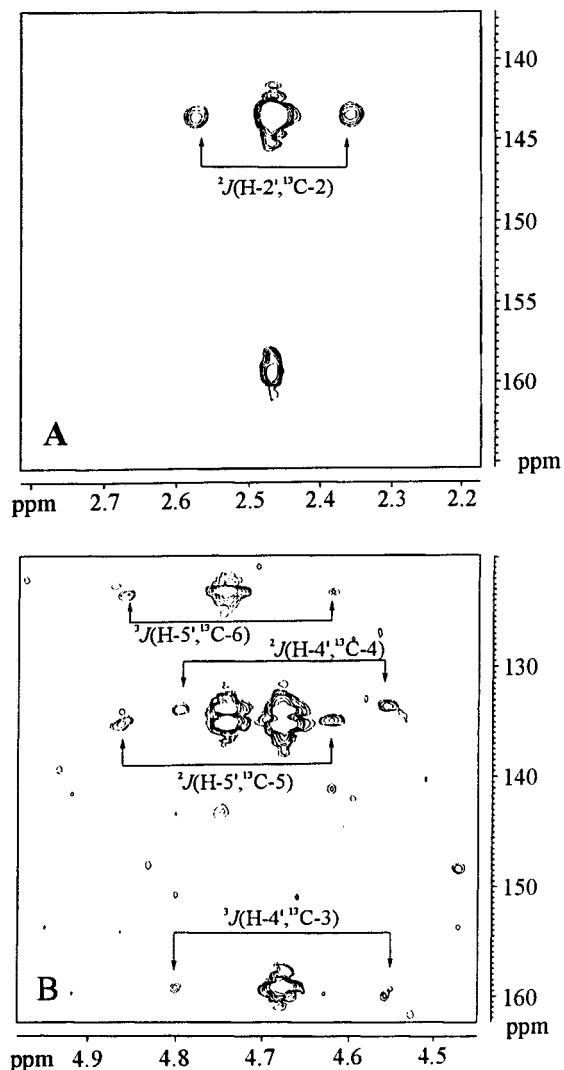 140
145
²J(H-2',¹³C-2)
150
155
160
A
ppm
ppm 2.7 2.6 2.5 2.4 2.3 2.2
³J(H-5',¹³C-6)
²J(H-4',¹³C-4)
130
²J(H-5',¹³C-5)
140
150
³J(H-4',¹³C-3)
B
160
ppm
ppm 4.9 4.8 4.7 4.6 4.5